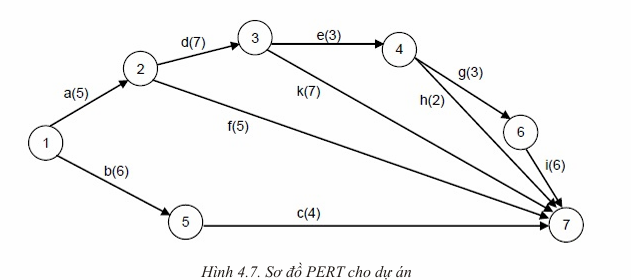 d(7)
3
e(3)
4
2
g(3)
a(5)
k(7)
h(2)
f(5)
6
1
i(6)
b(6)
5
c(4)
7
Hình 4.7. Sơ đồ PERT cho dự án